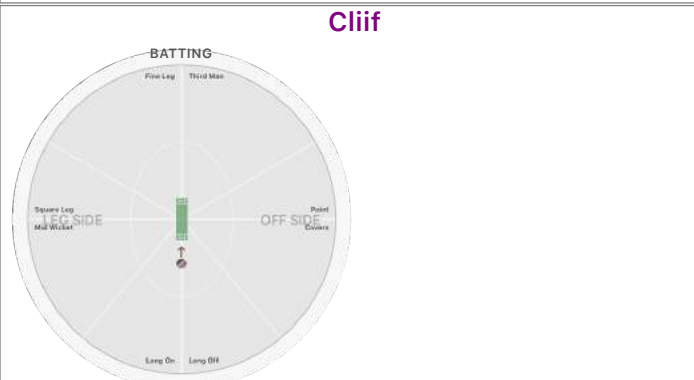 Cliif
BATTING
Fine Leg Third Man
Square Leg Point
LEG SIDE OFF SIDE
Mid Wicket Covers
Long On Long Off